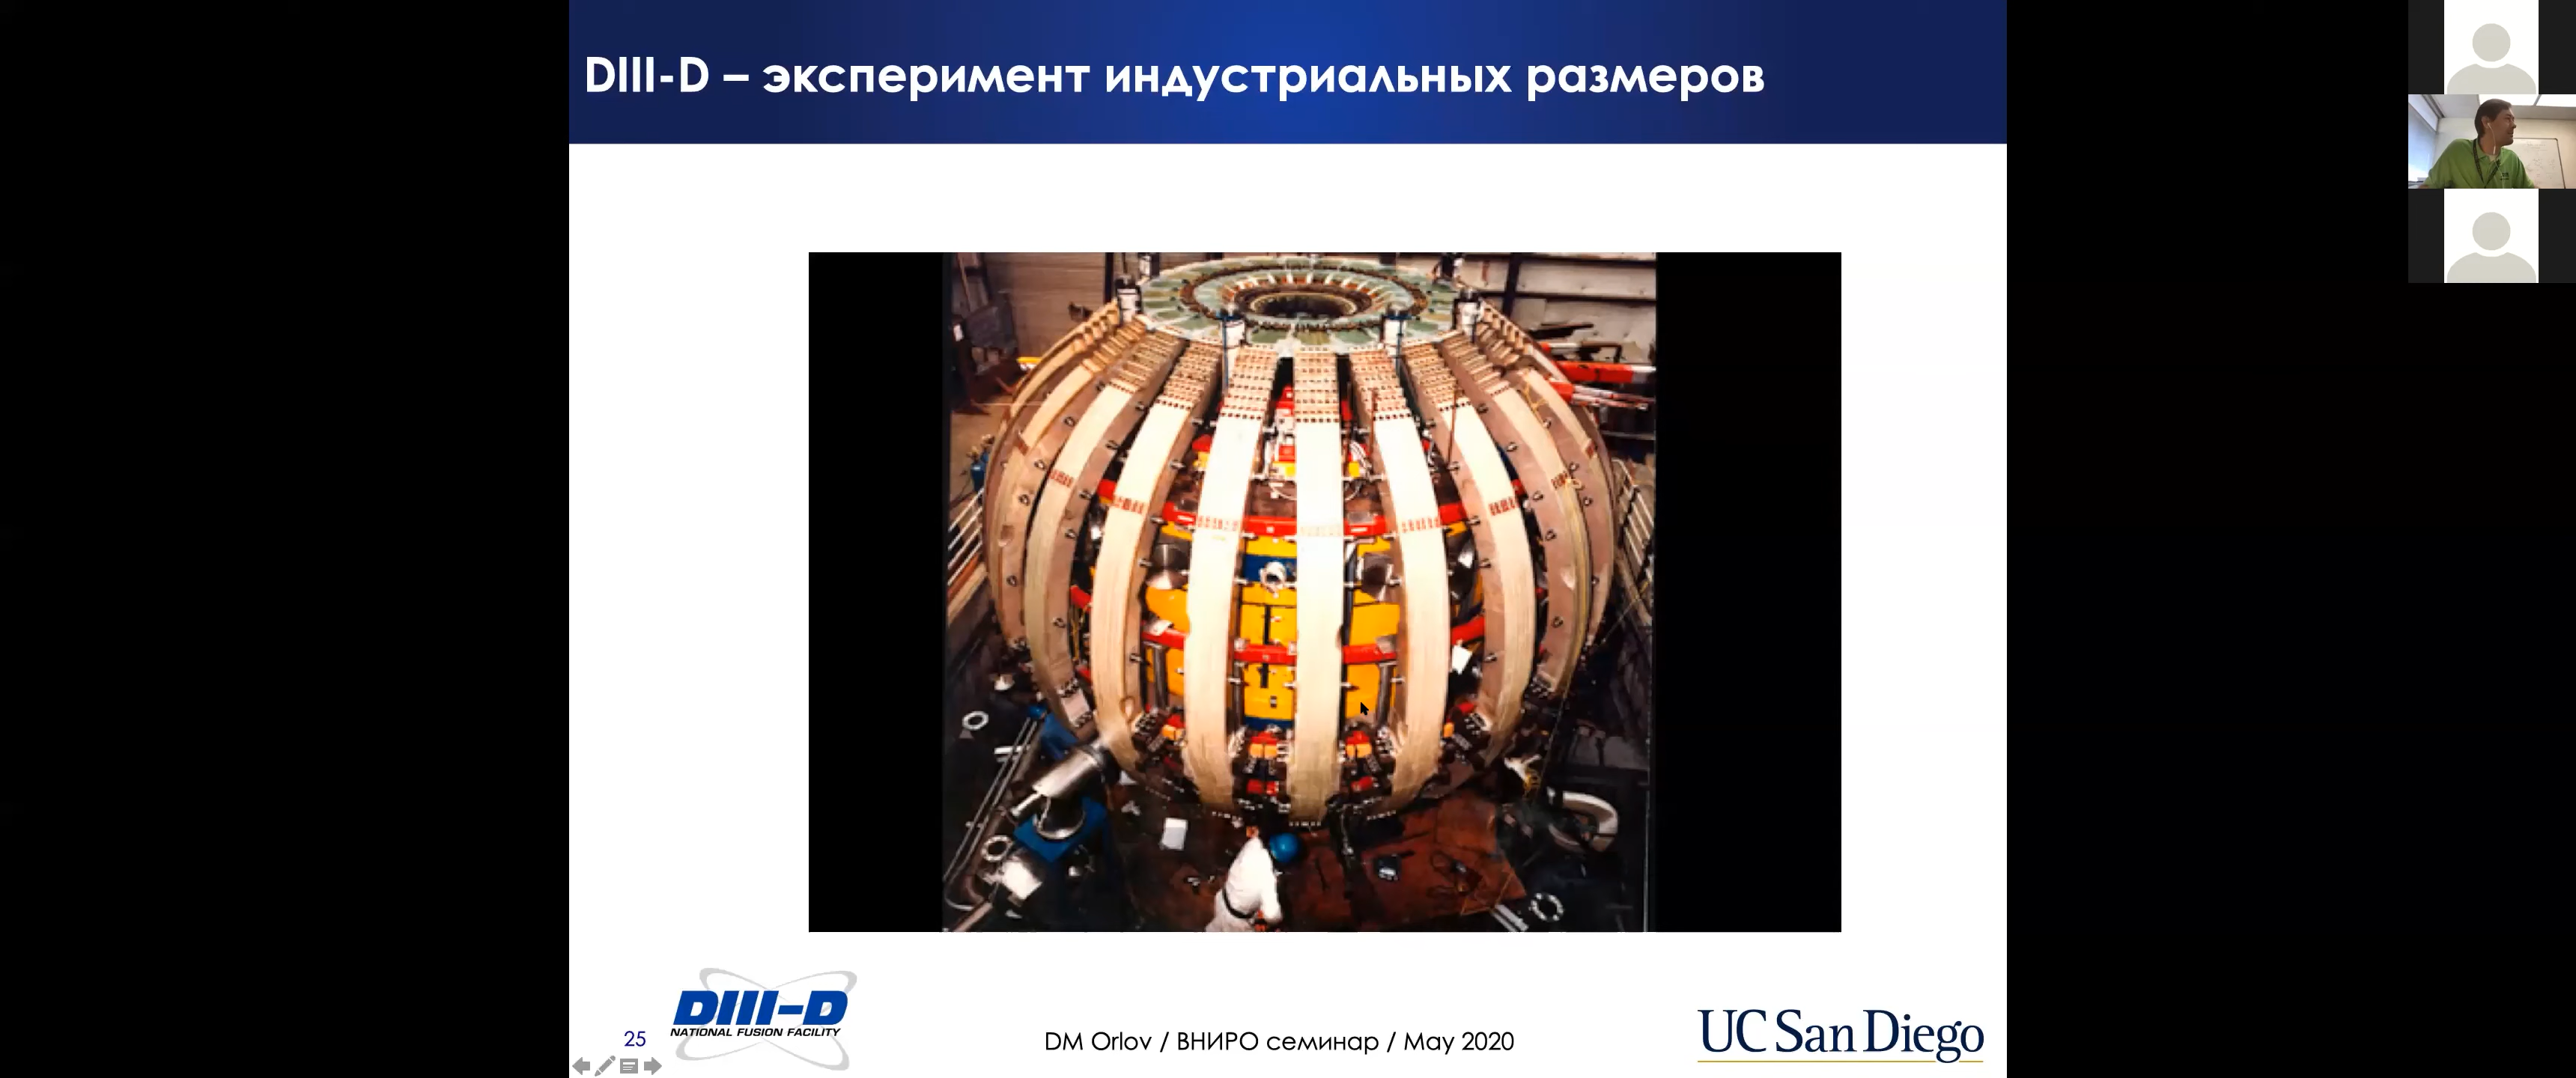 DIII-D – эксперимент индустриальных размеров
DIII-D
NATIONAL FUSION FACILITY
25
DM Orlov / ВНИРО семинар / May 2020
UC San Diego